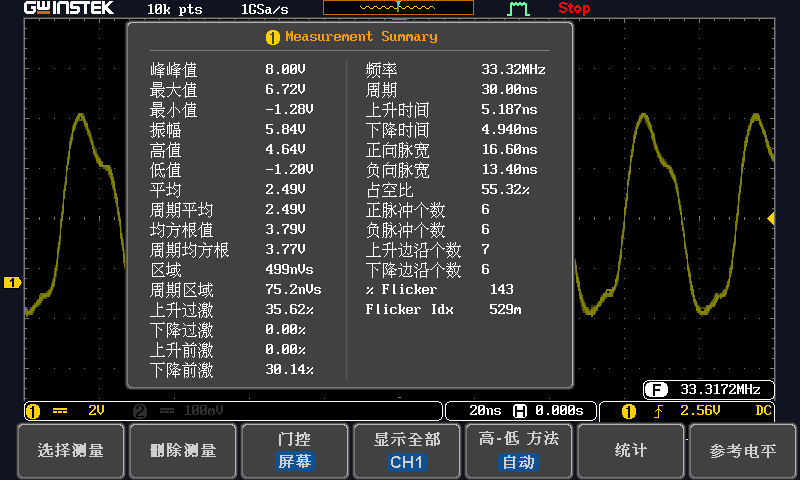 GWINSTEK 10k pts 1GSa/s Stop
1 Measurement Summary
峰峰值 8.00V 频率 33.32MHz
最大值 6.72V 周期 30.00ns
最小值 -1.28V 上升时间 5.187ns
振幅 5.84V 下降时间 4.940ns
高值 4.64V 正向脉宽 16.60ns
低值 -1.20V 负向脉宽 13.40ns
平均 2.49V 占空比 55.32%
周期平均 2.49V 正脉冲个数 6
均方根值 3.79V 负脉冲个数 6
周期均方根 3.77V 上升边沿个数 7
区域 499nVs 下降边沿个数 6
周期区域 75.2nVs % Flicker 143
上升过激 35.62% Flicker Idx 529m
下降过激 0.00%
上升前激 0.00%
下降前激 30.14%
1
F 33.3172MHz
1 2V 2 100mV 20ns H 0.000s 1 2.56V DC
选择测量 删除测量 门控 屏幕 显示全部 CH1 高-低 方法 自动 统计 参考电平